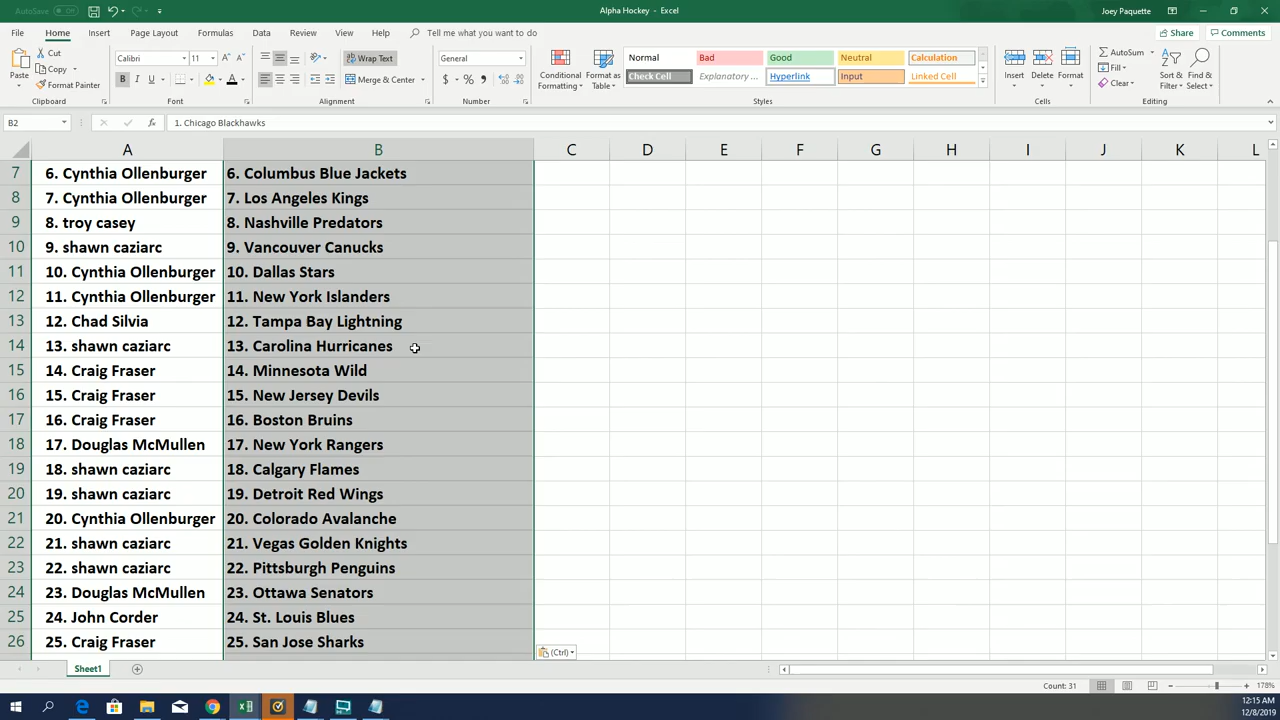 AutoSave Off
Alpha Hockey - Excel
Joey Paquette
File Home Insert Page Layout Formulas Data Review View Help Tell me what you want to do
Share Comments
Paste
Cut
Copy
Format Painter
Clipboard
Calibri 11
B I U
Font
Wrap Text
Merge & Center
Alignment
General
$ % ,
Number
Conditional Formatting
Format as Table
Normal Bad Good Neutral Calculation
Check Cell Explanatory ... Hyperlink Input Linked Cell
Styles
Insert Delete Format
Cells
AutoSum
Fill
Clear
Sort & Filter
Find & Select
Editing
B2 fx 1. Chicago Blackhawks
A B C D E F G H I J K L
7 6. Cynthia Ollenburger 6. Columbus Blue Jackets
8 7. Cynthia Ollenburger 7. Los Angeles Kings
9 8. troy casey 8. Nashville Predators
10 9. shawn caziarc 9. Vancouver Canucks
11 10. Cynthia Ollenburger 10. Dallas Stars
12 11. Cynthia Ollenburger 11. New York Islanders
13 12. Chad Silvia 12. Tampa Bay Lightning
14 13. shawn caziarc 13. Carolina Hurricanes
15 14. Craig Fraser 14. Minnesota Wild
16 15. Craig Fraser 15. New Jersey Devils
17 16. Craig Fraser 16. Boston Bruins
18 17. Douglas McMullen 17. New York Rangers
19 18. shawn caziarc 18. Calgary Flames
20 19. shawn caziarc 19. Detroit Red Wings
21 20. Cynthia Ollenburger 20. Colorado Avalanche
22 21. shawn caziarc 21. Vegas Golden Knights
23 22. shawn caziarc 22. Pittsburgh Penguins
24 23. Douglas McMullen 23. Ottawa Senators
25 24. John Corder 24. St. Louis Blues
26 25. Craig Fraser 25. San Jose Sharks
(Ctrl)
Sheet1
Count: 31
178%
12:15 AM
12/8/2019